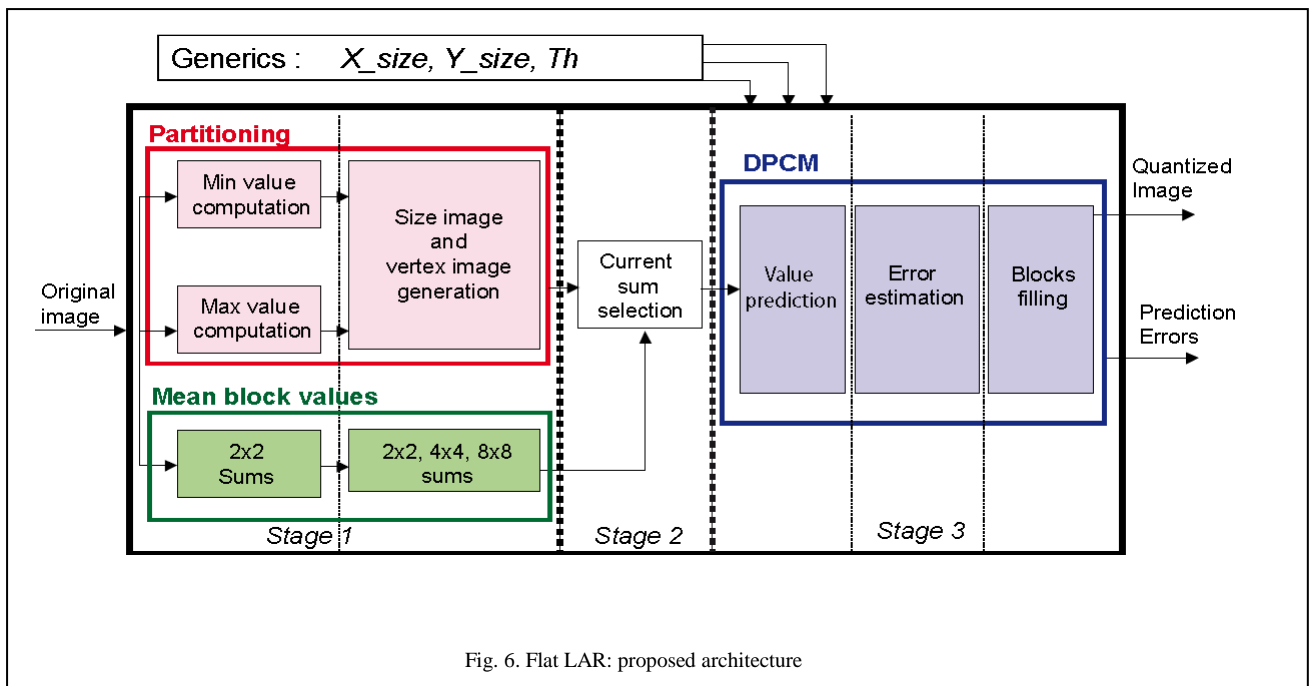 Generics : X_size, Y_size, Th
Partitioning
Min value
computation
Max value
computation
Size image
and
vertex image
generation
Original
image
Mean block values
2x2
Sums
2x2, 4x4, 8x8
sums
Stage 1
Current
sum
selection
Stage 2
DPCM
Value
prediction
Error
estimation
Blocks
filling
Stage 3
Quantized
Image
Prediction
Errors
Fig. 6. Flat LAR: proposed architecture